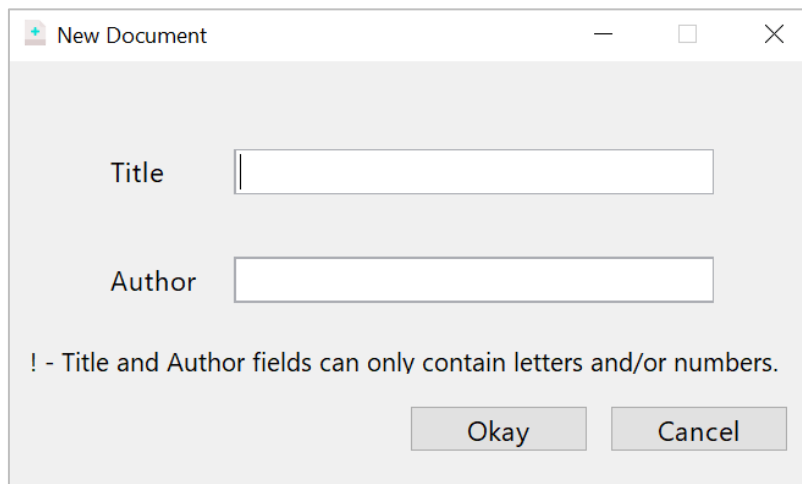 New Document
Title
Author
! - Title and Author fields can only contain letters and/or numbers.
Okay Cancel